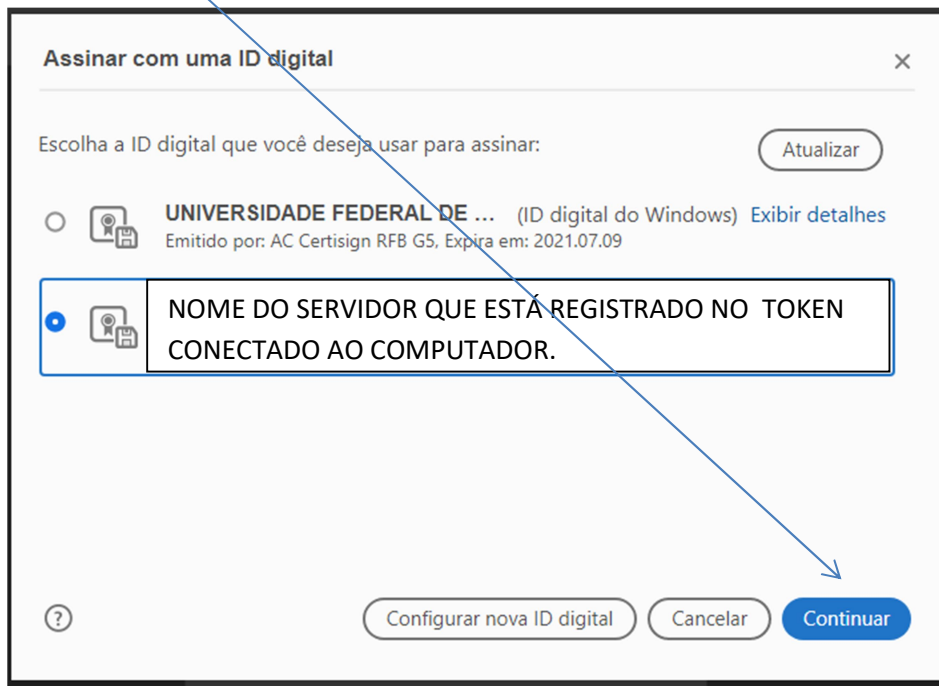 Assinar com uma ID digital
Escolha a ID digital que você deseja usar para assinar:
Atualizar
UNIVERSIDADE FEDERAL DE ... (ID digital do Windows) Exibir detalhes
Emitido por: AC Certisign RFB G5, Expira em: 2021.07.09
NOME DO SERVIDOR QUE ESTÁ REGISTRADO NO TOKEN
CONECTADO AO COMPUTADOR.
? Configurar nova ID digital Cancelar Continuar